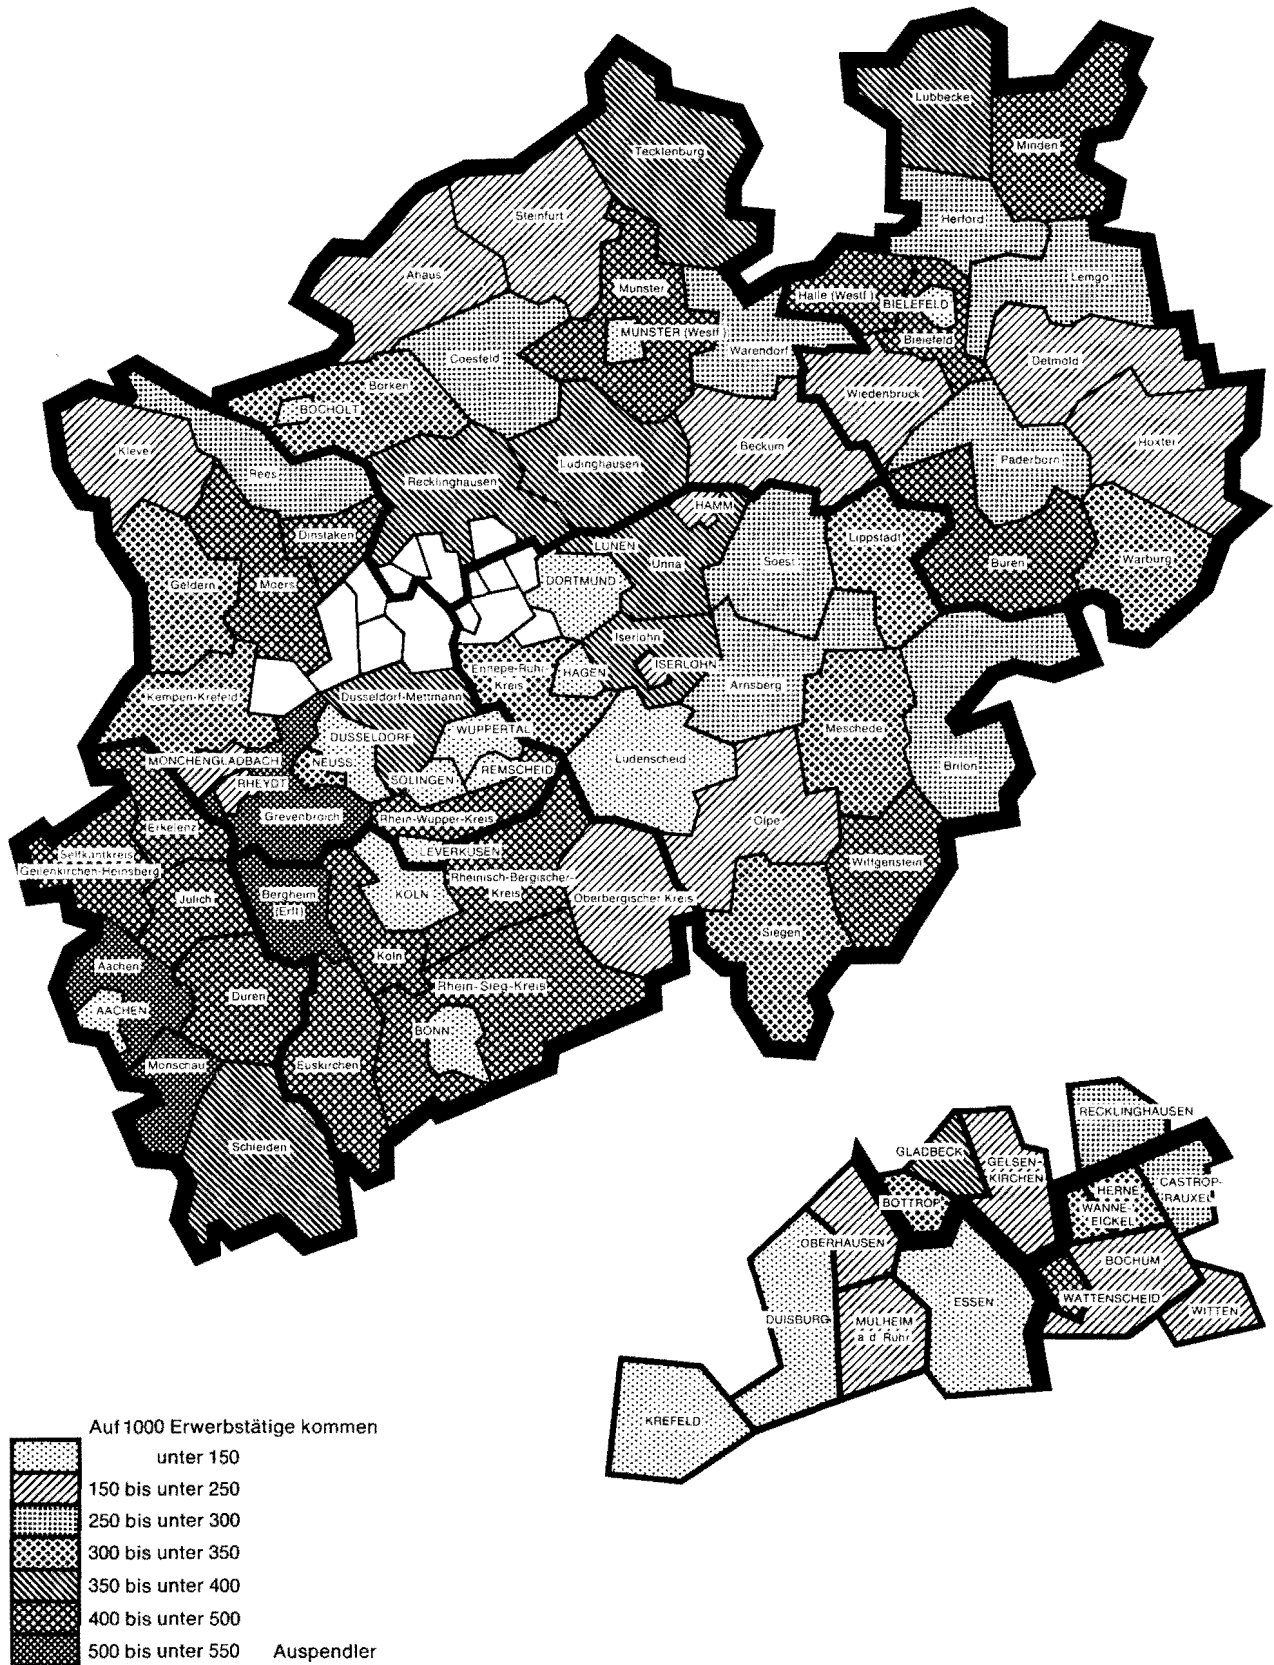 Lubbecke
Minden
Tecklenburg
Herford
Steinfurt
Lemgo
Ahaus
Munster
Halle (Westf.)
BIELEFELD
MUNSTER (Westf.)
Bielefeld
Warendorf
Coesfeld
Detmold
Borken
Wiedenbruck
BOCHOLT
Hoxter
Kleve
Beckum
Rees
Ludinghausen
Paderborn
Recklinghausen
HAMM
Dinslaken
LUNEN
Lippstadt
Unna
Soest
Buren
Warburg
Geldern
Moers
DORTMUND
Iserlohn
ISERLOHN
Ennepe-Ruhr-
Kreis
HAGEN
Arnsberg
Kempen-Krefeld
Dusseldorf-Mettmann
Meschede
DUSSELDORF
WUPPERTAL
Ludenscheid
Brilon
MONCHENGLADBACH
NEUSS
REMSCHEID
RHEYDT
SOLINGEN
Grevenbroich
Rhein-Wupper-Kreis
Olpe
Erkelenz
LEVERKUSEN
Selfkantkreis
Geilenkirchen-Heinsberg
Wittgenstein
Rheinisch-Bergischer-
Kreis
Julich
Bergheim
(Erft)
KOLN
Oberbergischer Kreis
Siegen
Koln
Aachen
Duren
Rhein-Sieg-Kreis
AACHEN
BONN
Monschau
Euskirchen
Schleiden
RECKLINGHAUSEN
GLADBECK
GELSEN-
KIRCHEN
CASTROP-
RAUXEL
HERNE
BOTTROP
WANNE-
EICKEL
OBERHAUSEN
BOCHUM
WATTENSCHEID
ESSEN
WITTEN
DUISBURG
MULHEIM
a.d. Ruhr
KREFELD
Auf 1000 Erwerbstätige kommen
unter 150
150 bis unter 250
250 bis unter 300
300 bis unter 350
350 bis unter 400
400 bis unter 500
500 bis unter 550 Auspendler